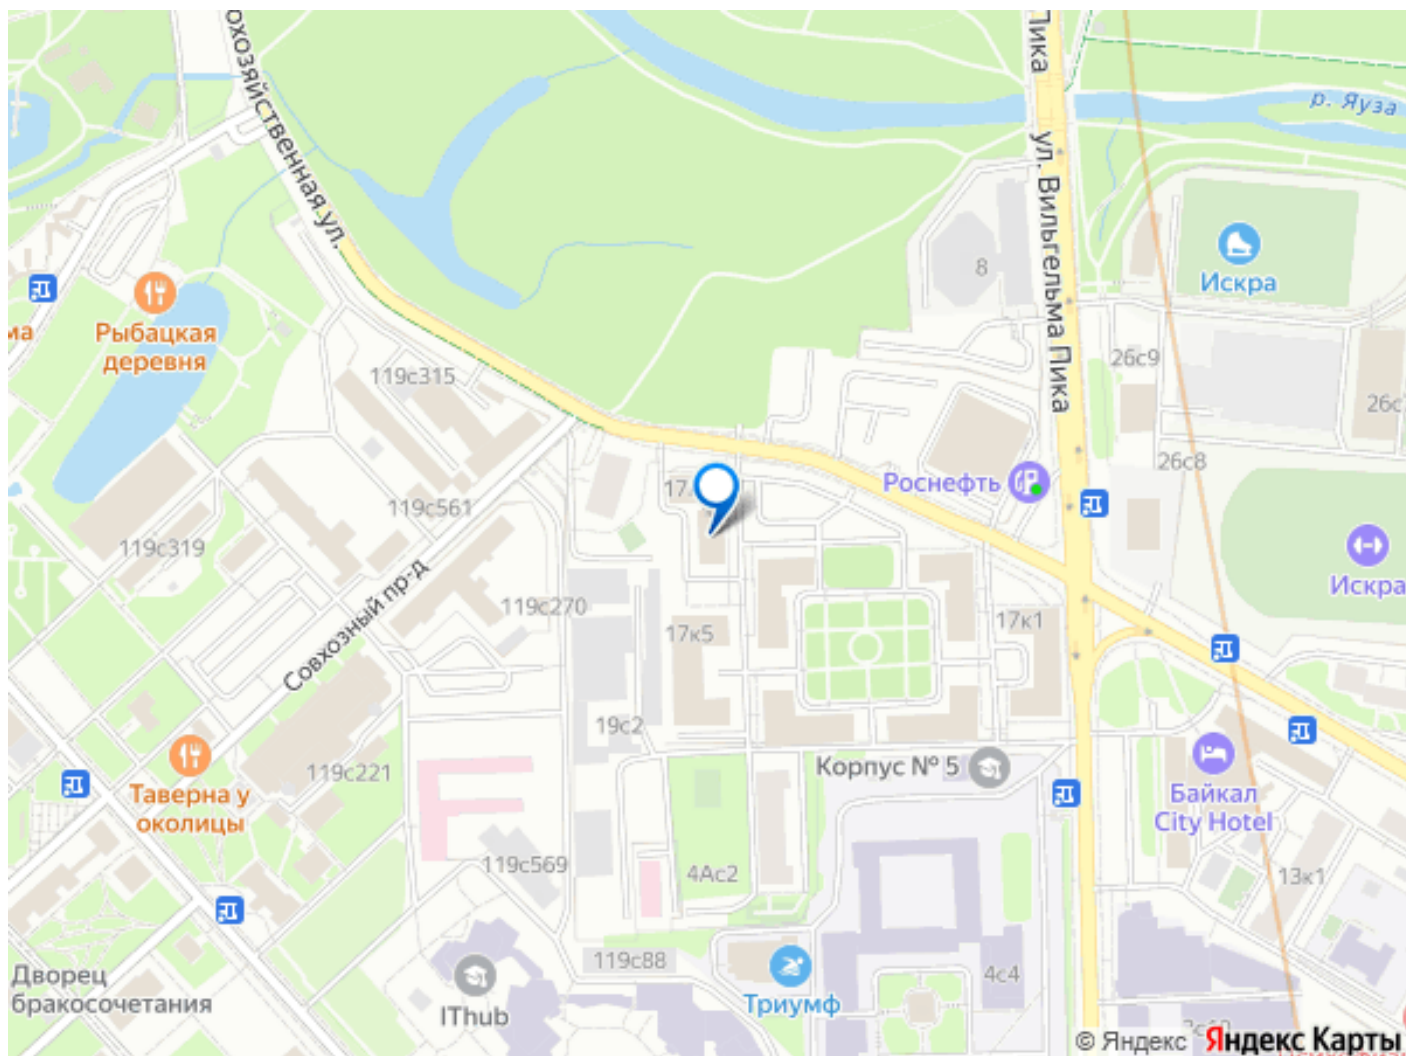 охозяйственная ул.
Пика
ул. Вильгельма Пика
р. Яуза
8
Искра
Рыбацкая
деревня
ма
119с315
26с9
26с
26с8
Роснефть
17
119с561
119с319
Искра
Совхозный пр-д
119с270
17к5
17к1
19с2
Корпус № 5
119с221
Таверна у
околицы
Байкал
City Hotel
119с569
4Ас2
13к1
Дворец
бракосочетания
119с88
4с4
IThub
Триумф
© Яндекс Яндекс Карты